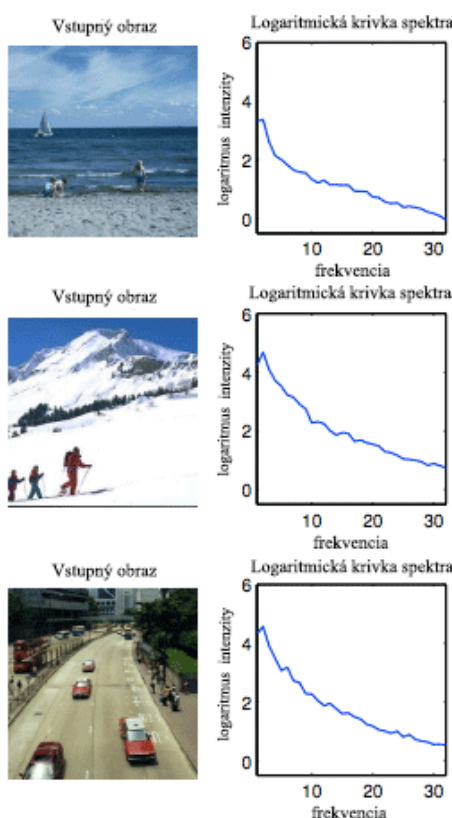 Vstupný obraz
Logaritmická krivka spektra
6
4
2
0
logaritmus intenzity
10 20 30
frekvencia
Vstupný obraz
Logaritmická krivka spektra
6
4
2
0
logaritmus intenzity
10 20 30
frekvencia
Vstupný obraz
Logaritmická krivka spektra
6
4
2
0
logaritmus intenzity
10 20 30
frekvencia